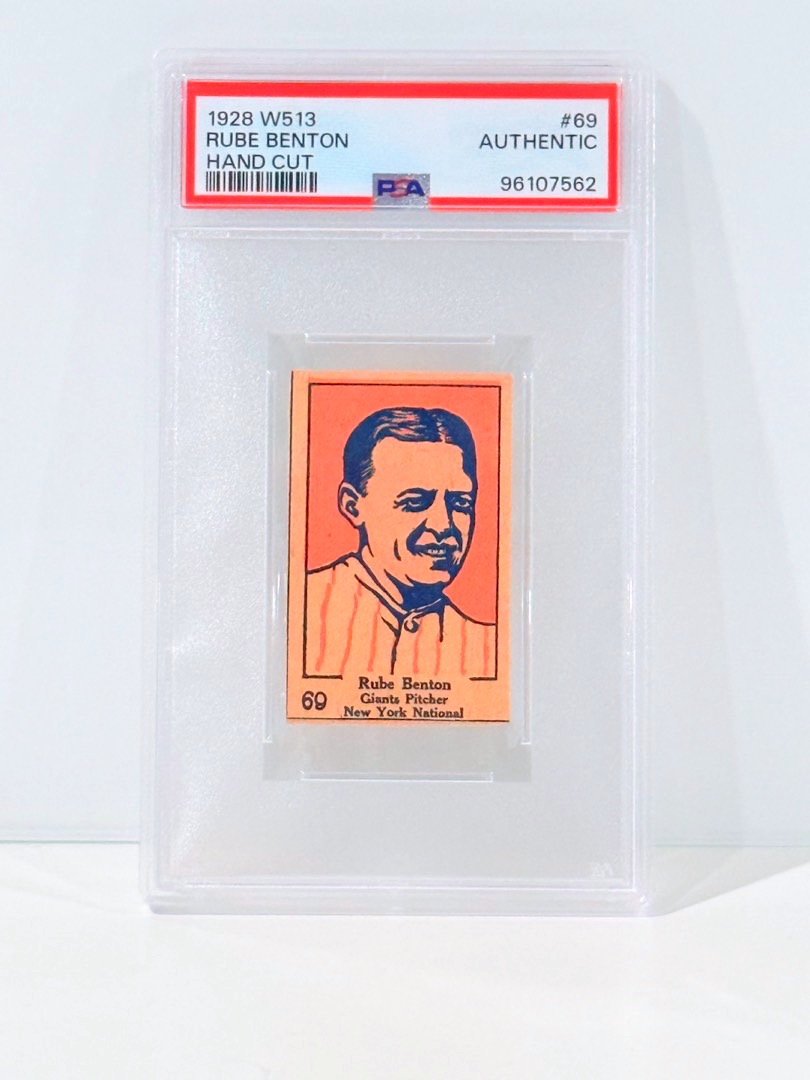 1928 W513 #69
RUBE BENTON AUTHENTIC
HAND CUT
PSA 96107562
69
Rube Benton
Giants Pitcher
New York National